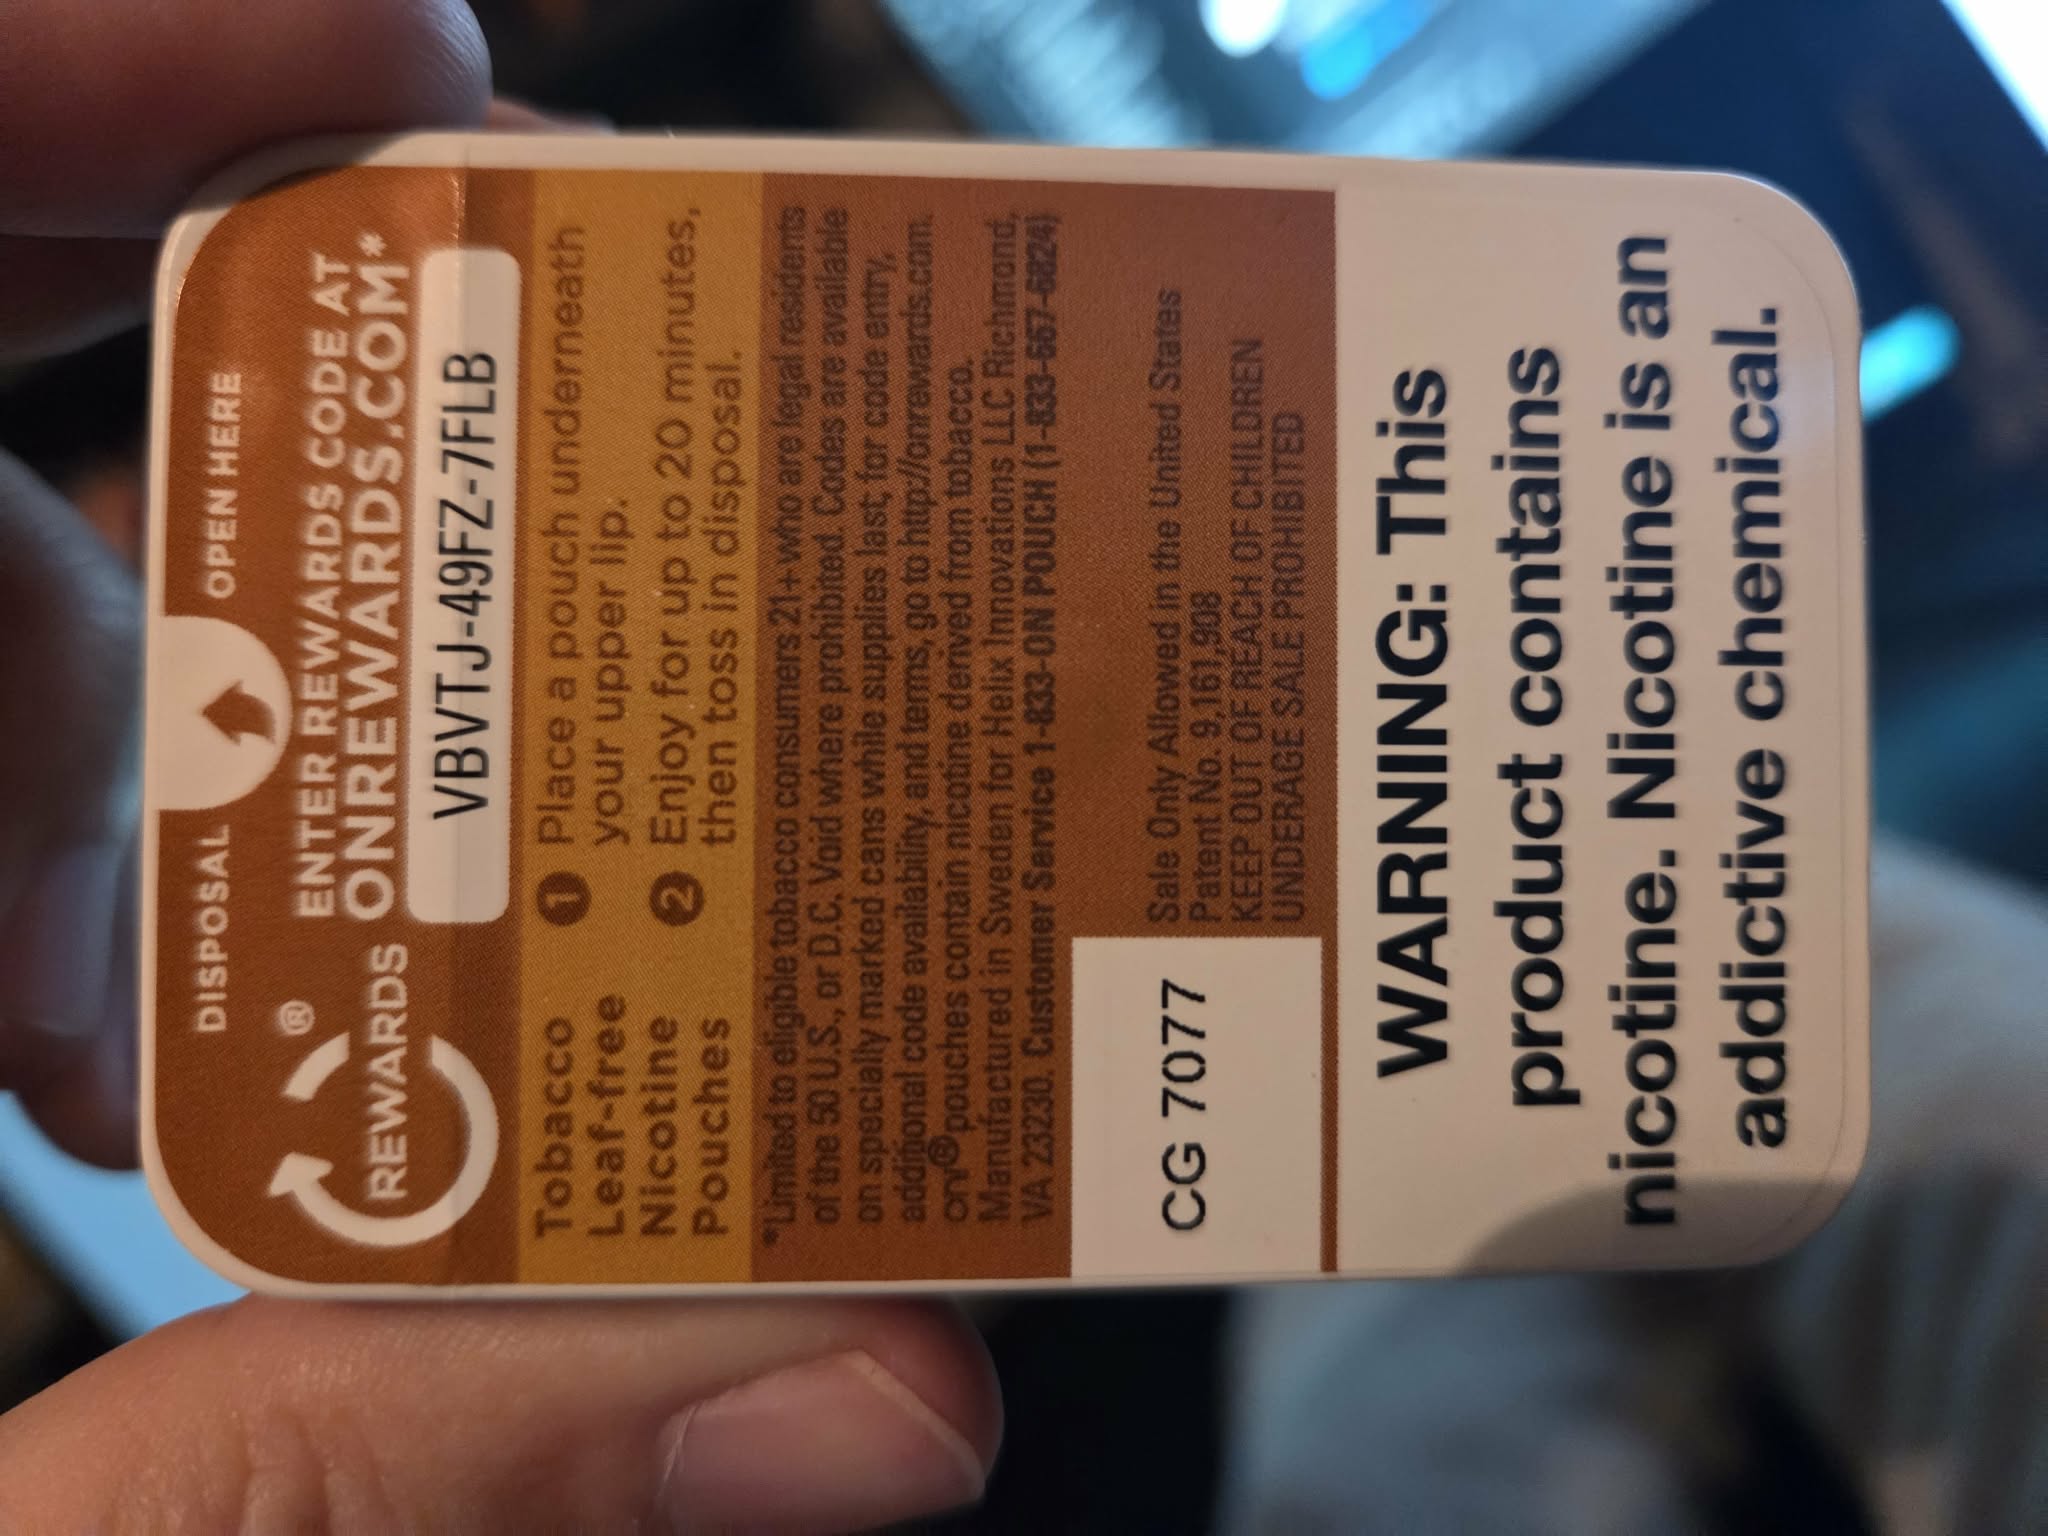 DISPOSAL
OPEN HERE
®
REWARDS
ENTER REWARDS CODE AT
ONREWARDS.COM*
VBVTJ-49FZ-7FLB
Tobacco
Leaf-free
Nicotine
Pouches
1 Place a pouch underneath
your upper lip.
2 Enjoy for up to 20 minutes,
then toss in disposal.
*Limited to eligible tobacco consumers 21+ who are legal residents
of the 50 U.S., or D.C. Void where prohibited. Codes are available
on specially marked cans while supplies last; for code entry,
additional code availability, and terms, go to http://onrewards.com.
on!® pouches contain nicotine derived from tobacco.
Manufactured in Sweden for Helix Innovations LLC Richmond,
VA 23230. Customer Service 1-833-ON POUCH (1-833-667-6824)
CG 7077
Sale Only Allowed in the United States
Patent No. 9,161,908
KEEP OUT OF REACH OF CHILDREN
UNDERAGE SALE PROHIBITED
WARNING: This
product contains
nicotine. Nicotine is an
addictive chemical.